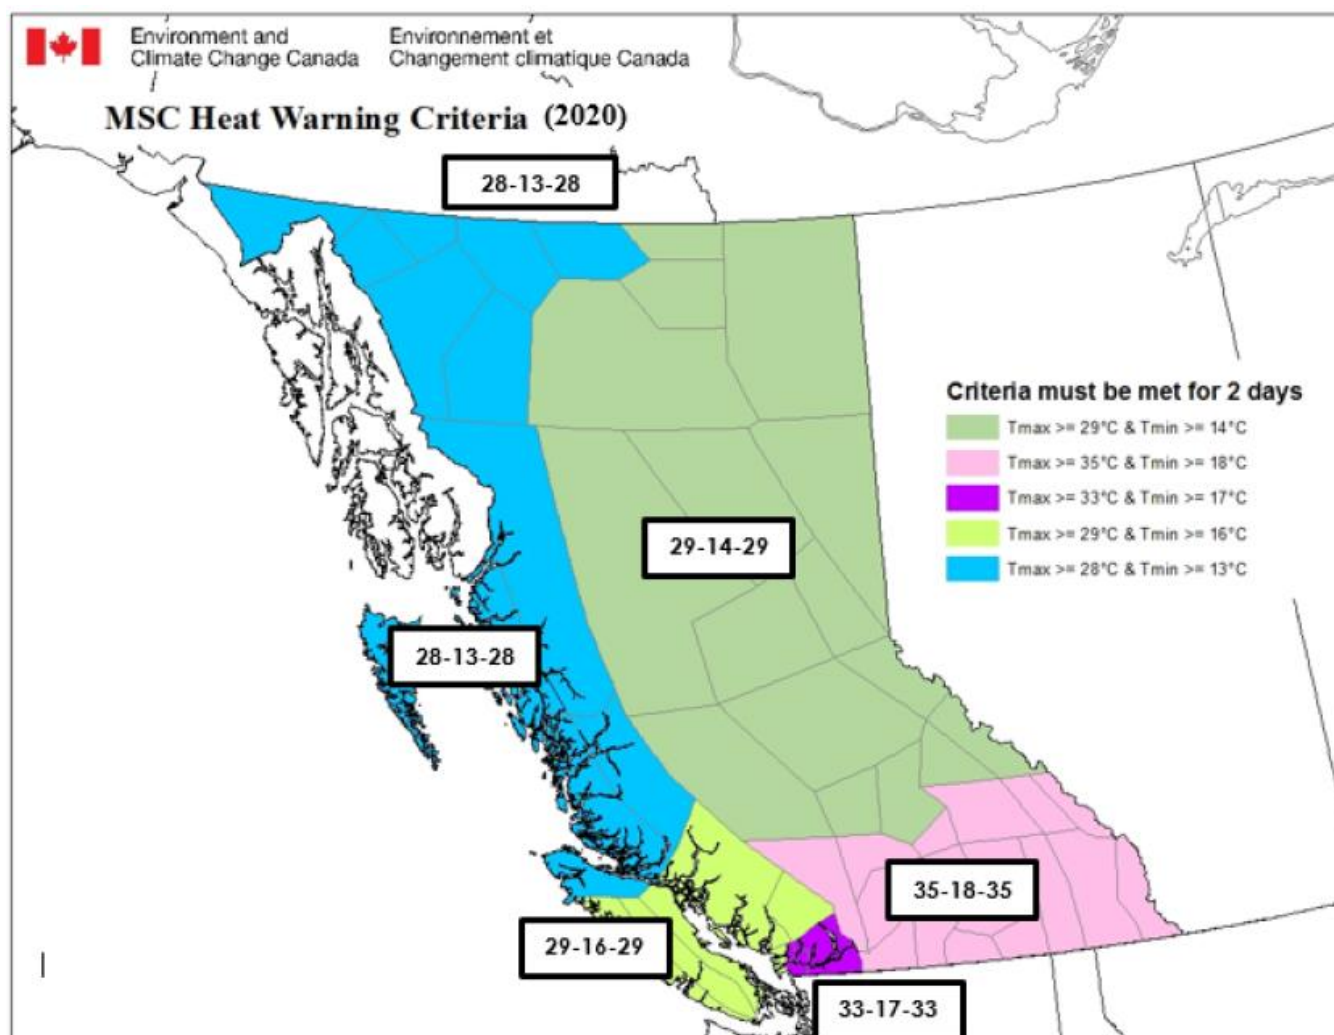 Environment and
Climate Change Canada
Environnement et
Changement climatique Canada
MSC Heat Warning Criteria (2020)
28-13-28
Criteria must be met for 2 days
Tmax >= 29°C & Tmin >= 14°C
Tmax >= 35°C & Tmin >= 18°C
Tmax >= 33°C & Tmin >= 17°C
Tmax >= 29°C & Tmin >= 16°C
Tmax >= 28°C & Tmin >= 13°C
29-14-29
28-13-28
35-18-35
29-16-29
33-17-33